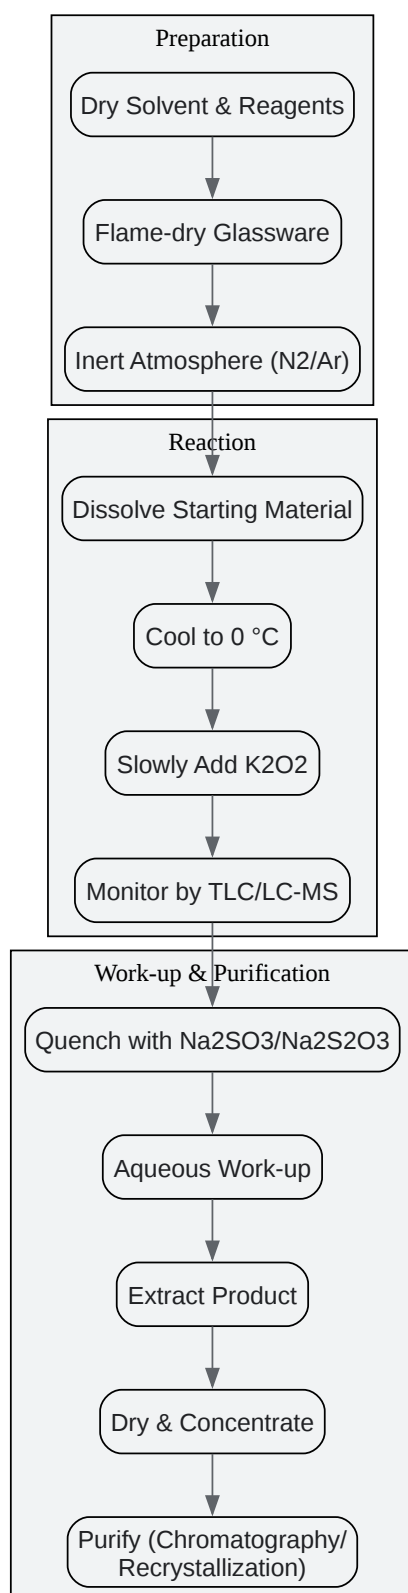 Preparation
Dry Solvent & Reagents
Flame-dry Glassware
Inert Atmosphere (N2/Ar)
Reaction
Dissolve Starting Material
Cool to 0 °C
Slowly Add K2O2
Monitor by TLC/LC-MS
Work-up & Purification
Quench with Na2SO3/Na2S2O3
Aqueous Work-up
Extract Product
Dry & Concentrate
Purify (Chromatography/
Recrystallization)